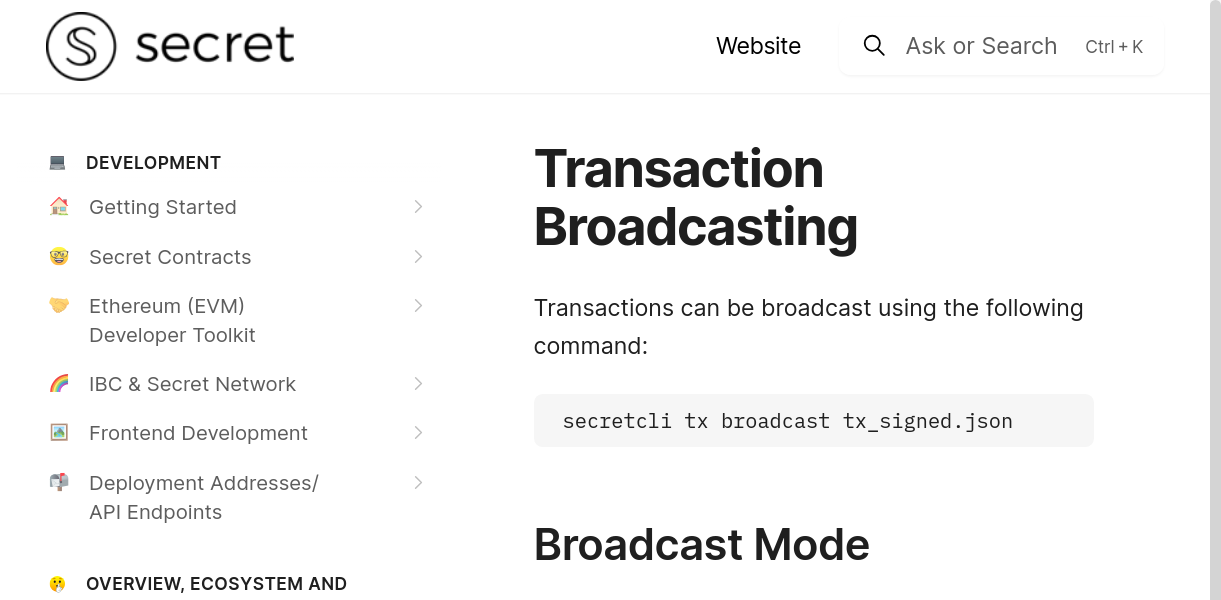 secret
Website
Ask or Search Ctrl + K
DEVELOPMENT
Getting Started
Secret Contracts
Ethereum (EVM)
Developer Toolkit
IBC & Secret Network
Frontend Development
Deployment Addresses/
API Endpoints
OVERVIEW, ECOSYSTEM AND
Transaction
Broadcasting
Transactions can be broadcast using the following
command:
secretcli tx broadcast tx_signed.json
Broadcast Mode